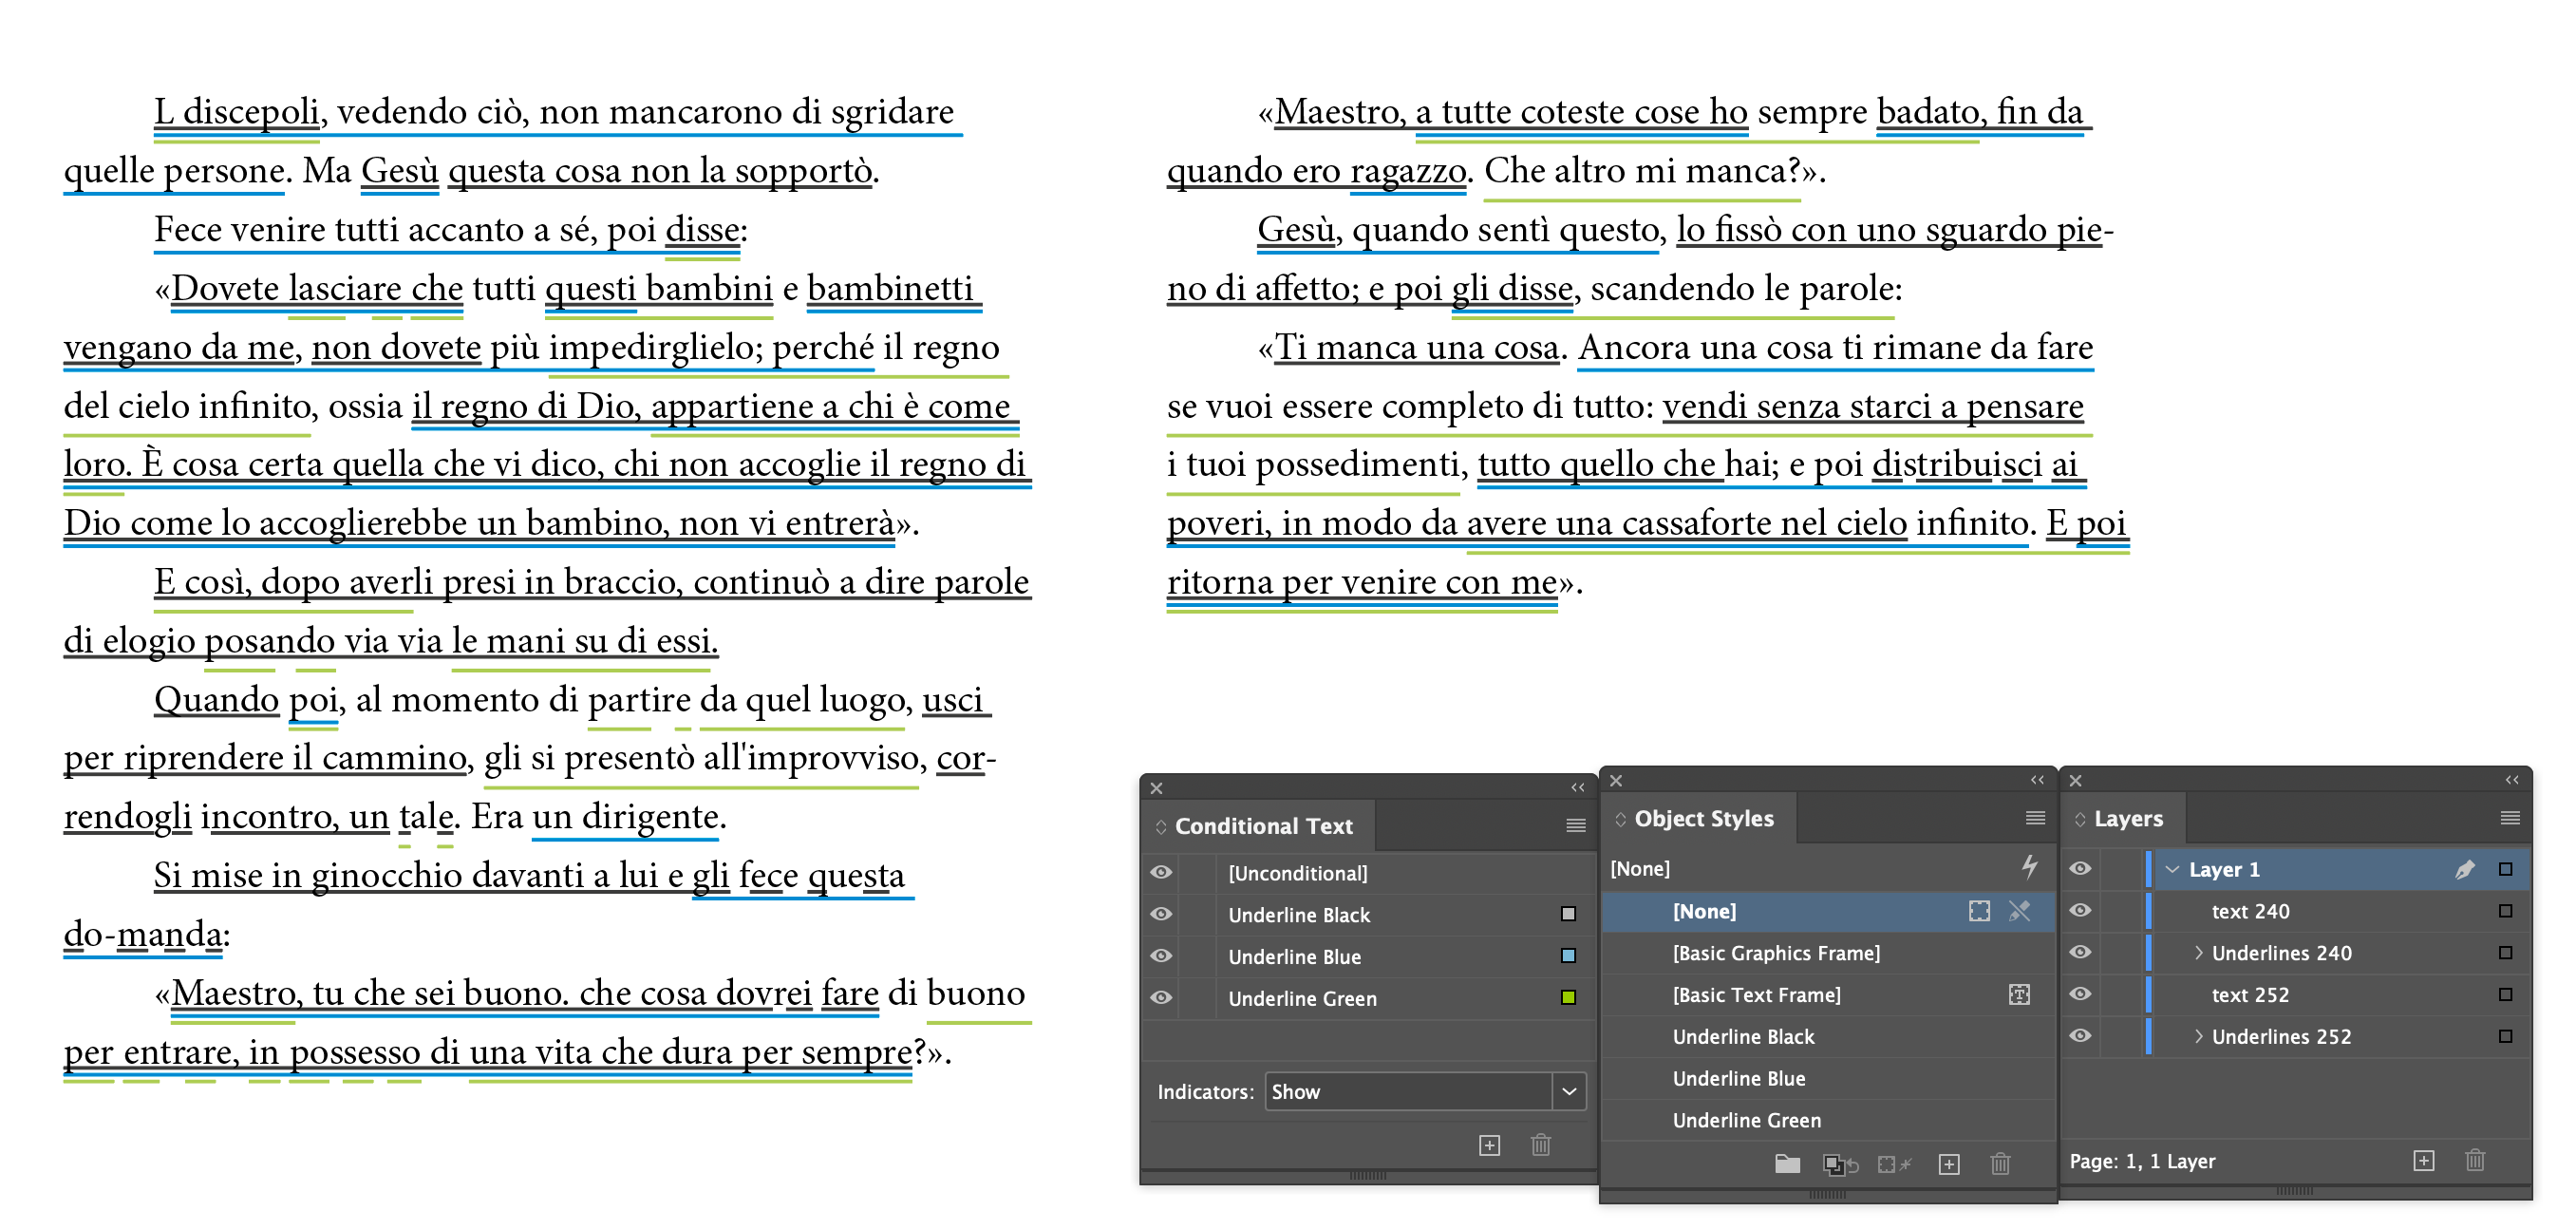 L discepoli, vedendo ciò, non mancarono di sgridare
quelle persone. Ma Gesù questa cosa non la sopportò.
Fece venire tutti accanto a sé, poi disse:
«Dovete lasciare che tutti questi bambini e bambinetti
vengano da me, non dovete più impedirglielo; perché il regno
del cielo infinito, ossia il regno di Dio, appartiene a chi è come
loro. È cosa certa quella che vi dico, chi non accoglie il regno di
Dio come lo accoglierebbe un bambino, non vi entrerà».
E così, dopo averli presi in braccio, continuò a dire parole
di elogio posando via via le mani su di essi.
Quando poi, al momento di partire da quel luogo, usci
per riprendere il cammino, gli si presentò all'improvviso, cor-
rendogli incontro, un tale. Era un dirigente.
Si mise in ginocchio davanti a lui e gli fece questa
do-manda:
«Maestro, tu che sei buono. che cosa dovrei fare di buono
per entrare, in possesso di una vita che dura per sempre?».
«Maestro, a tutte coteste cose ho sempre badato, fin da
quando ero ragazzo. Che altro mi manca?».
Gesù, quando sentì questo, lo fissò con uno sguardo pie-
no di affetto; e poi gli disse, scandendo le parole:
«Ti manca una cosa. Ancora una cosa ti rimane da fare
se vuoi essere completo di tutto: vendi senza starci a pensare
i tuoi possedimenti, tutto quello che hai; e poi distribuisci ai
poveri, in modo da avere una cassaforte nel cielo infinito. E poi
ritorna per venire con me».
Conditional Text
[Unconditional]
Underline Black
Underline Blue
Underline Green
Indicators: Show
Object Styles
[None]
[None]
[Basic Graphics Frame]
[Basic Text Frame]
Underline Black
Underline Blue
Underline Green
Layers
Layer 1
text 240
Underlines 240
text 252
Underlines 252
Page: 1, 1 Layer